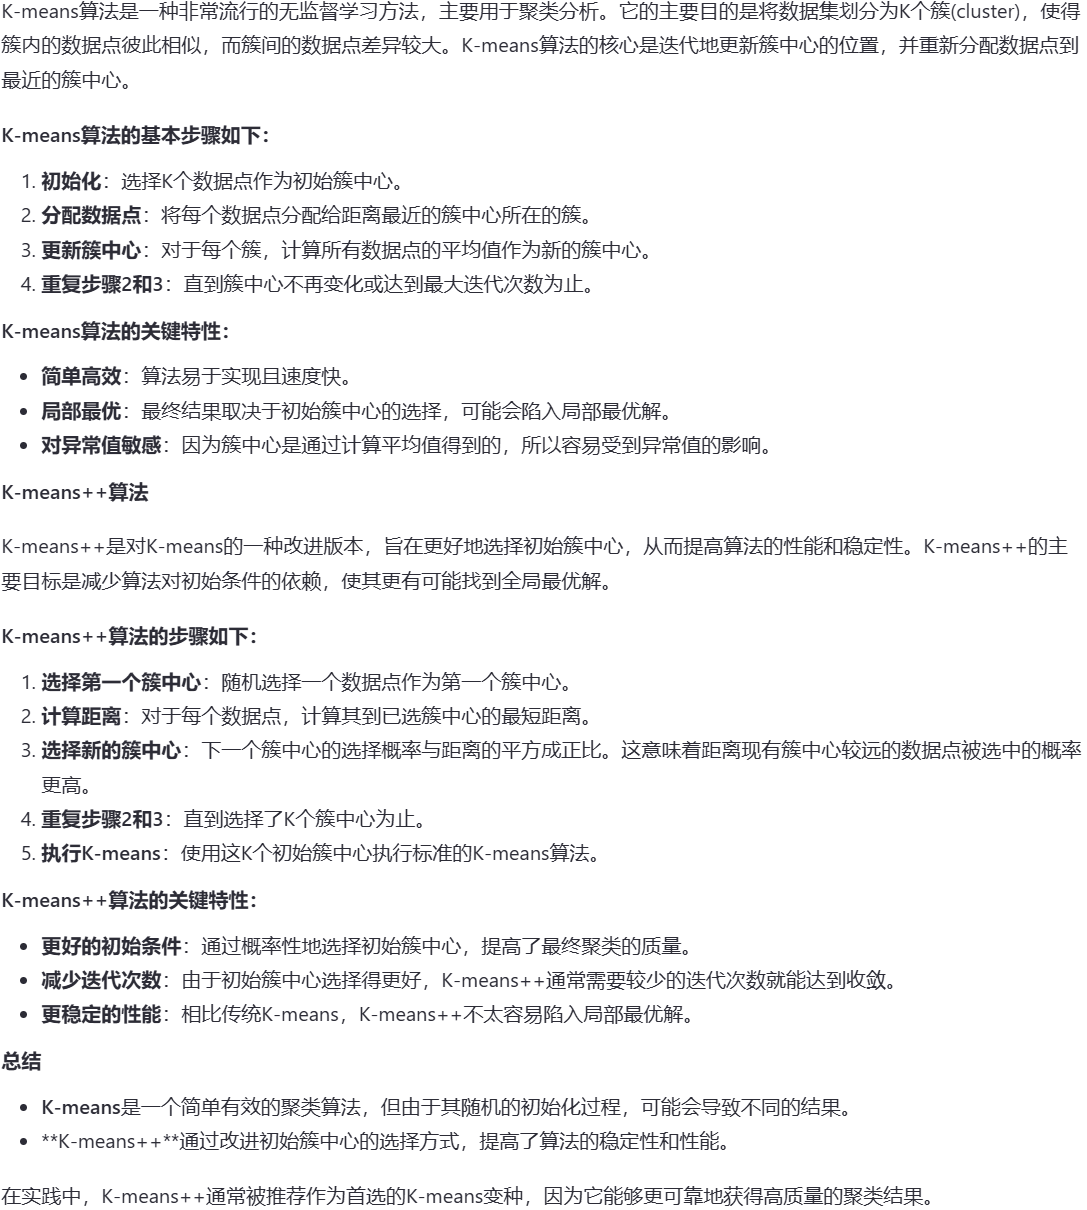 K-means算法是一种非常流行的无监督学习方法，主要用于聚类分析。它的主要目的是将数据集划分为K个簇(cluster)，使得
簇内的数据点彼此相似，而簇间的数据点差异较大。K-means算法的核心是迭代地更新簇中心的位置，并重新分配数据点到
最近的簇中心。
K-means算法的基本步骤如下：
1. 初始化：选择K个数据点作为初始簇中心。
2. 分配数据点：将每个数据点分配给距离最近的簇中心所在的簇。
3. 更新簇中心：对于每个簇，计算所有数据点的平均值作为新的簇中心。
4. 重复步骤2和3：直到簇中心不再变化或达到最大迭代次数为止。
K-means算法的关键特性：
• 简单高效：算法易于实现且速度快。
• 局部最优：最终结果取决于初始簇中心的选择，可能会陷入局部最优解。
• 对异常值敏感：因为簇中心是通过计算平均值得到的，所以容易受到异常值的影响。
K-means++算法
K-means++是对K-means的一种改进版本，旨在更好地选择初始簇中心，从而提高算法的性能和稳定性。K-means++的主
要目标是减少算法对初始条件的依赖，使其更有可能找到全局最优解。
K-means++算法的步骤如下：
1. 选择第一个簇中心：随机选择一个数据点作为第一个簇中心。
2. 计算距离：对于每个数据点，计算其到已选簇中心的最短距离。
3. 选择新的簇中心：下一个簇中心的选择概率与距离的平方成正比。这意味着距离现有簇中心较远的数据点被选中的概率
更高。
4. 重复步骤2和3：直到选择了K个簇中心为止。
5. 执行K-means：使用这K个初始簇中心执行标准的K-means算法。
K-means++算法的关键特性：
• 更好的初始条件：通过概率性地选择初始簇中心，提高了最终聚类的质量。
• 减少迭代次数：由于初始簇中心选择得更好，K-means++通常需要较少的迭代次数就能达到收敛。
• 更稳定的性能：相比传统K-means，K-means++不太容易陷入局部最优解。
总结
• K-means是一个简单有效的聚类算法，但由于其随机的初始化过程，可能会导致不同的结果。
• **K-means++**通过改进初始簇中心的选择方式，提高了算法的稳定性和性能。
在实践中，K-means++通常被推荐作为首选的K-means变种，因为它能够更可靠地获得高质量的聚类结果。